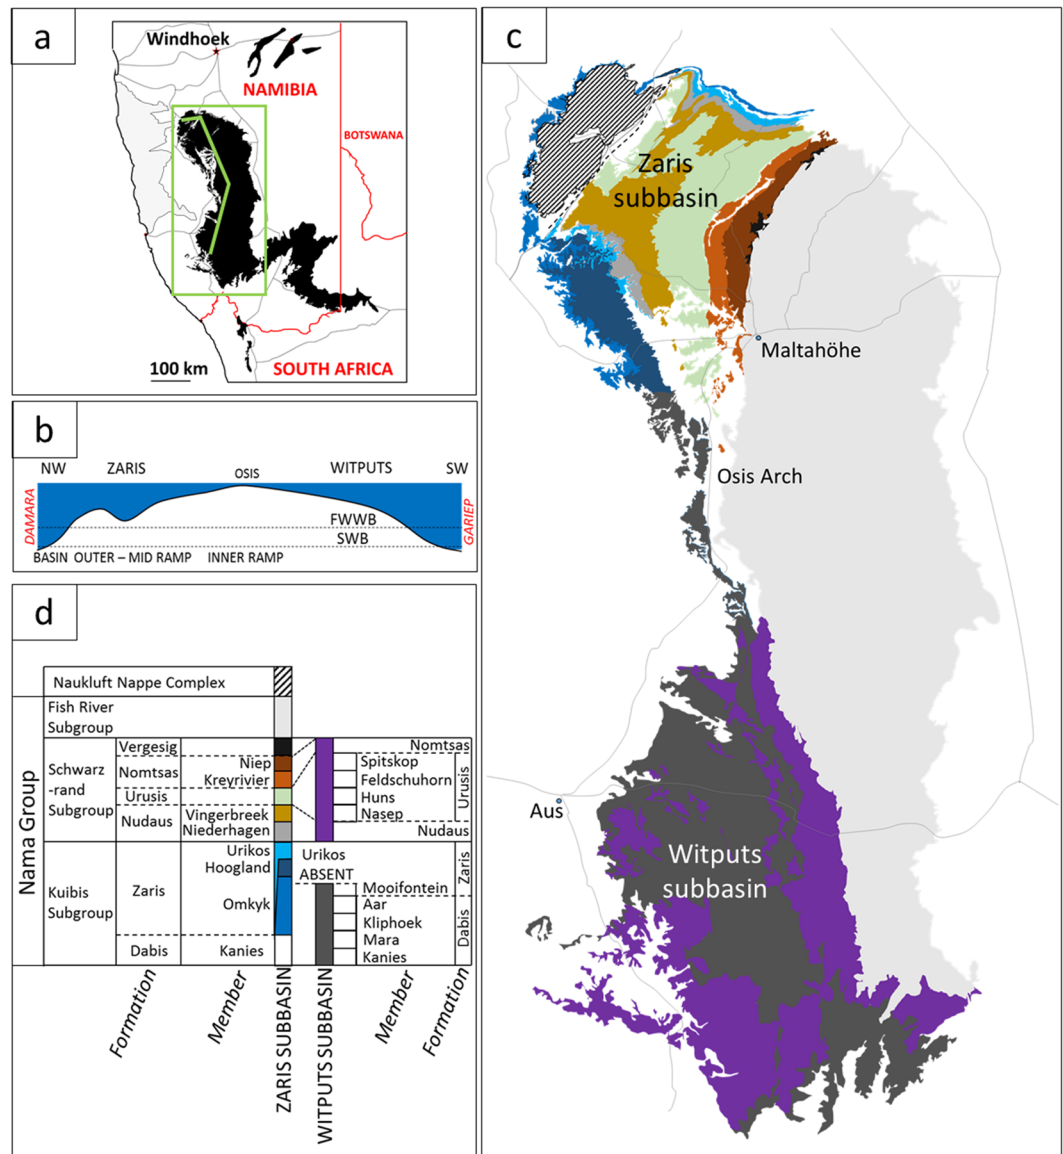 a
Windhoek
NAMIBIA
BOTSWANA
100 km
SOUTH AFRICA
b
NW ZARIS OSIS WITPUTS SW
DAMARA
GARIEP
FWWB
SWB
BASIN OUTER – MID RAMP INNER RAMP
c
Zaris
subbasin
Maltahöhe
Osis Arch
Aus
Witputs
subbasin
d
Naukluft Nappe Complex
Nama Group
Fish River
Subgroup
Schwarz
-rand
Subgroup
Kuibis
Subgroup
Vergesig
Nomtsas
Urusis
Nudaus
Zaris
Dabis
Niep
Kreyrivier
Vingerbreek
Niederhagen
Urikos
Hoogland
Omkyk
Kanies
Urikos
ABSENT
Nomtsas
Spitskop
Feldschuhorn
Huns
Nasep
Urusis
Nudaus
Mooifontein
Aar
Kliphoek
Mara
Kanies
Zaris
Dabis
Formation
Member
ZARIS SUBBASIN
WITPUTS SUBBASIN
Member
Formation